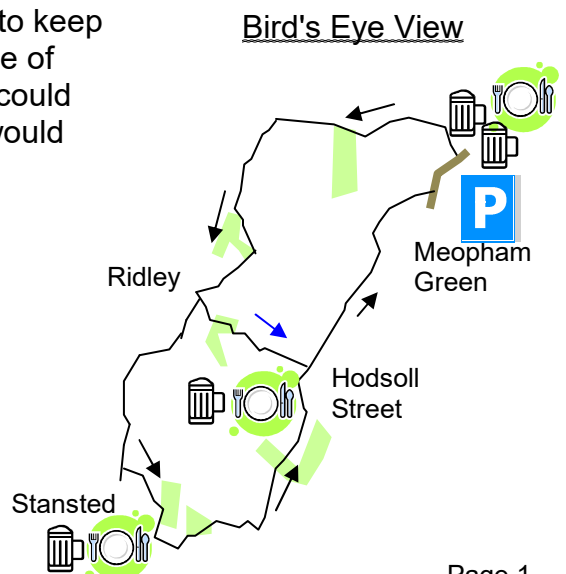 to keep
e of
could
would
Bird's Eye View
P
Meopham
Green
Ridley
Hodsoll
Street
Stansted